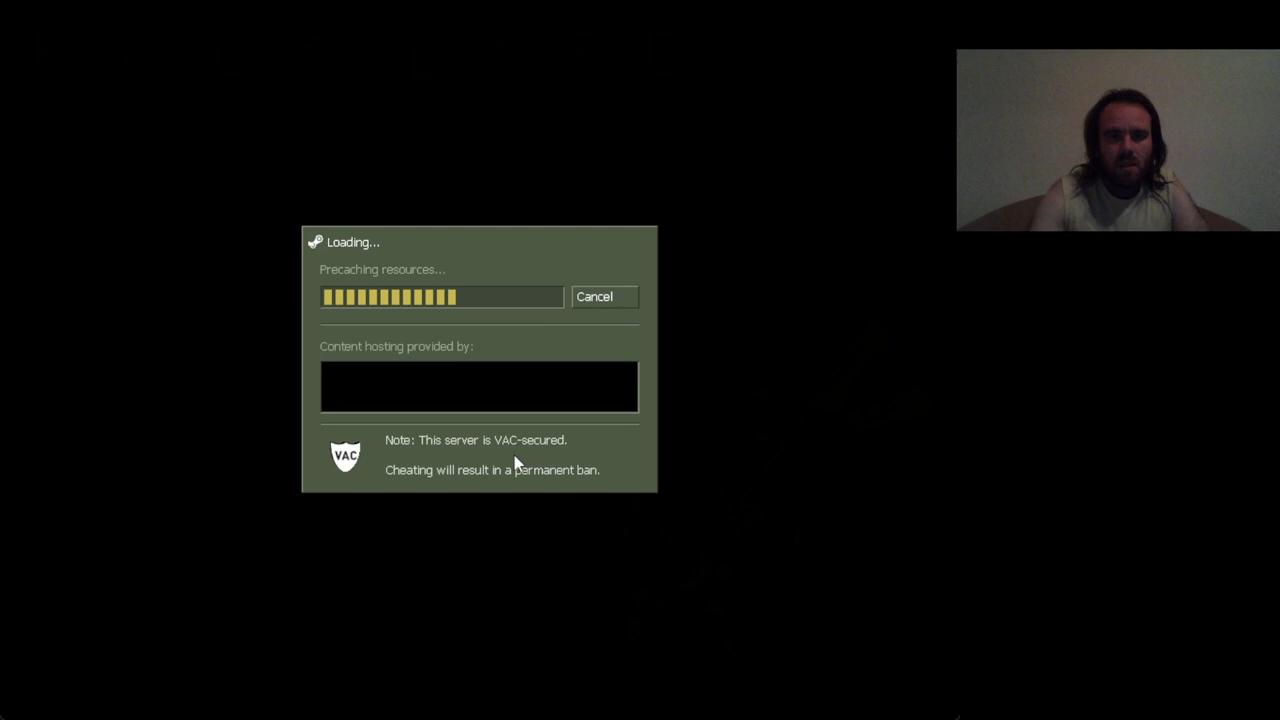 Loading...
Precaching resources...
Cancel
Content hosting provided by:
VAC
Note: This server is VAC-secured.
Cheating will result in a permanent ban.